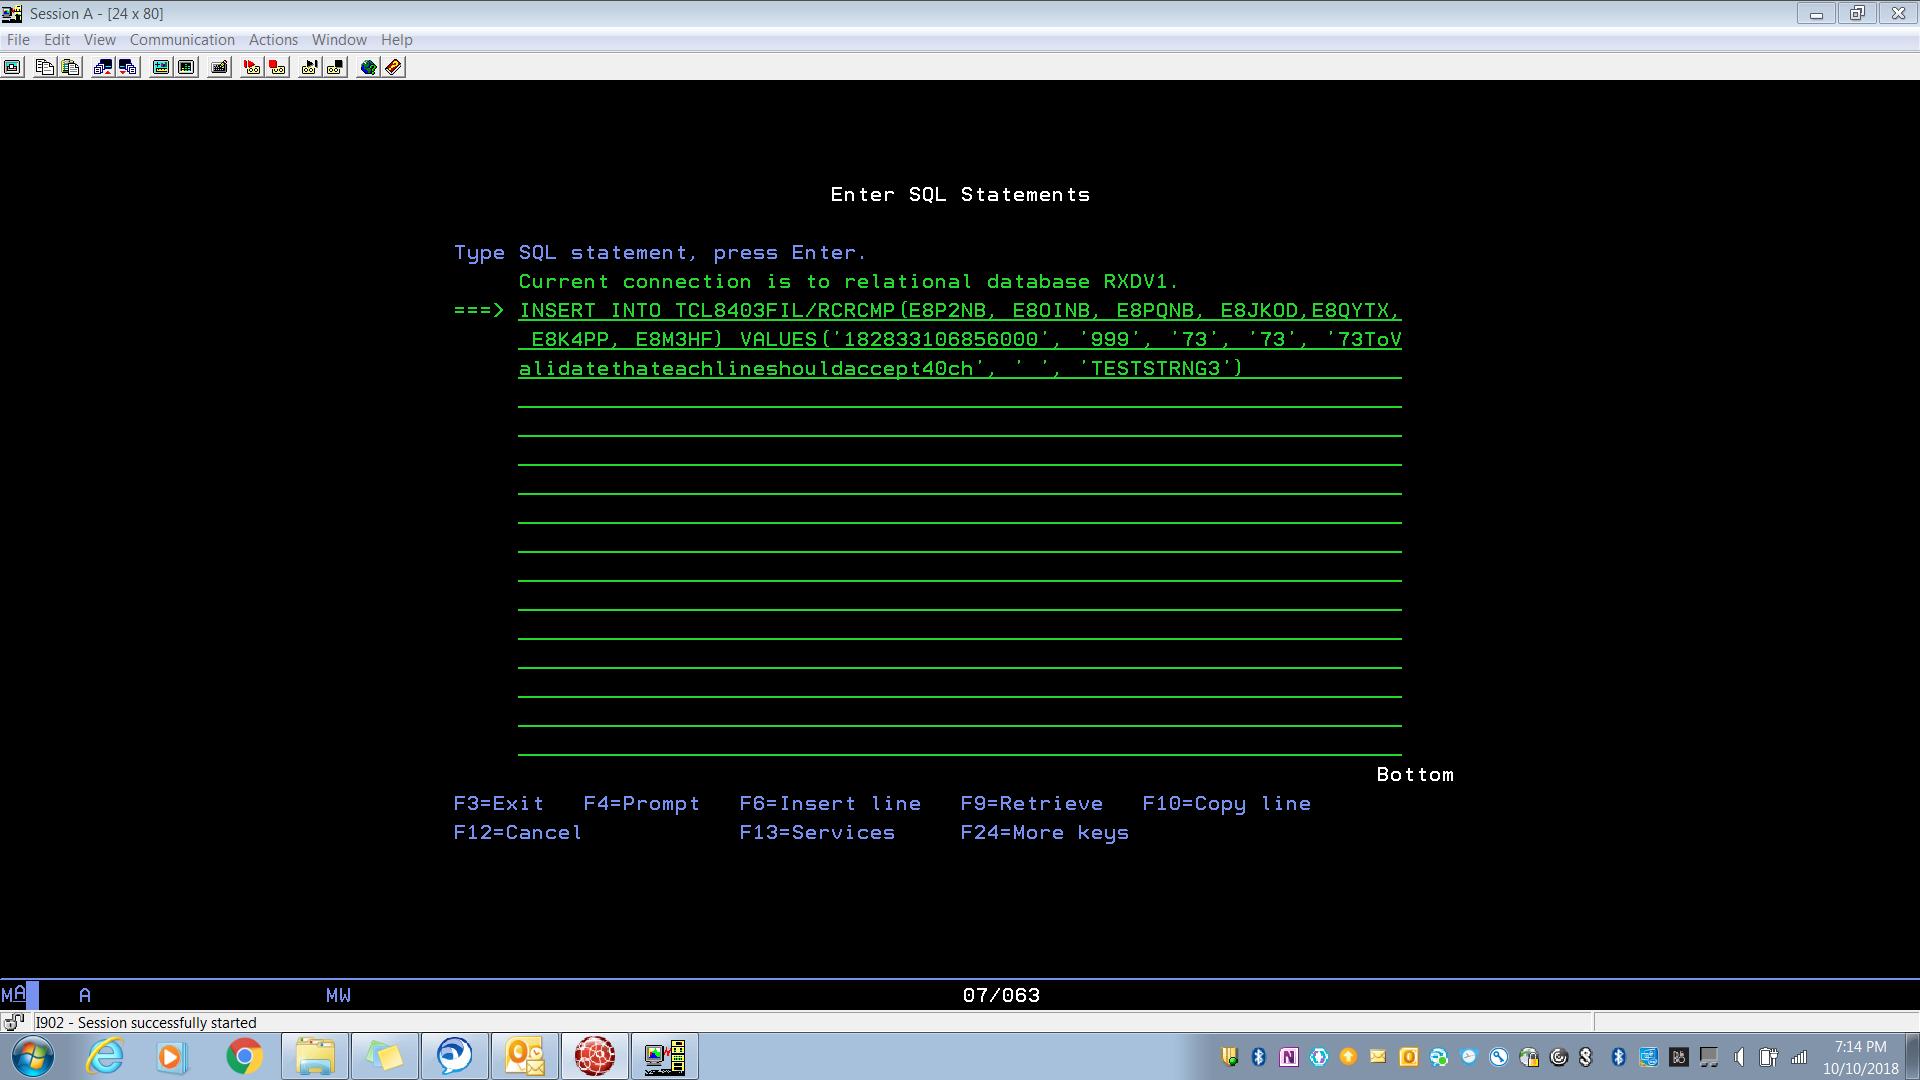 Session A - [24 x 80]
File Edit View Communication Actions Window Help
Enter SQL Statements
Type SQL statement, press Enter.
Current connection is to relational database RXDV1.
===> INSERT INTO TCL8403FIL/RCRCMP(E8P2NB, E8OINB, E8PQNB, E8JKOD,E8QYTX,
E8K4PP, E8M3HF) VALUES('182833106856000', '999', '73', '73', '73ToV
alidatethateachlineshouldaccept40ch', ' ', 'TESTSTRNG3')
Bottom
F3=Exit F4=Prompt F6=Insert line F9=Retrieve F10=Copy line
F12=Cancel F13=Services F24=More keys
MA A MW 07/063
I902 - Session successfully started
7:14 PM
10/10/2018